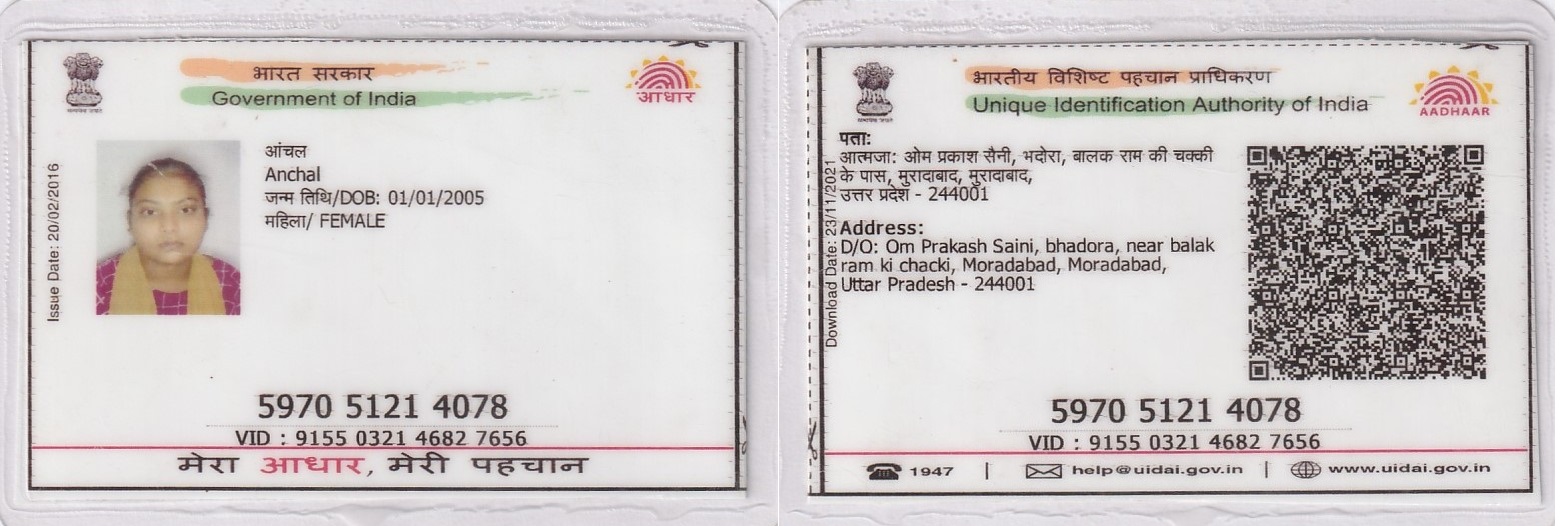 भारत सरकार
Government of India
आधार
Issue Date: 20/02/2016
आंचल
Anchal
जन्म तिथि/DOB: 01/01/2005
महिला/ FEMALE
5970 5121 4078
VID : 9155 0321 4682 7656
मेरा आधार, मेरी पहचान
भारतीय विशिष्ट पहचान प्राधिकरण
Unique Identification Authority of India
AADHAAR
Download Date: 23/11/2021
पता:
आत्मजा: ओम प्रकाश सैनी, भदोरा, बालक राम की चक्की
के पास, मुरादाबाद, मुरादाबाद,
उत्तर प्रदेश - 244001
Address:
D/O: Om Prakash Saini, bhadora, near balak
ram ki chacki, Moradabad, Moradabad,
Uttar Pradesh - 244001
5970 5121 4078
VID : 9155 0321 4682 7656
1947 | help@uidai.gov.in | www.uidai.gov.in